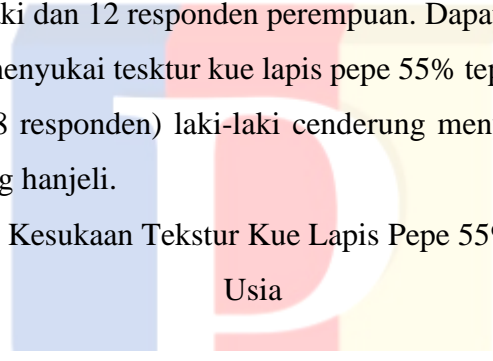 ki dan 12 responden perempuan. Dapa
menyukai tesktur kue lapis pepe 55% te
8 responden) laki-laki cenderung men
g hanjeli.
Kesukaan Tekstur Kue Lapis Pepe 55
Usia